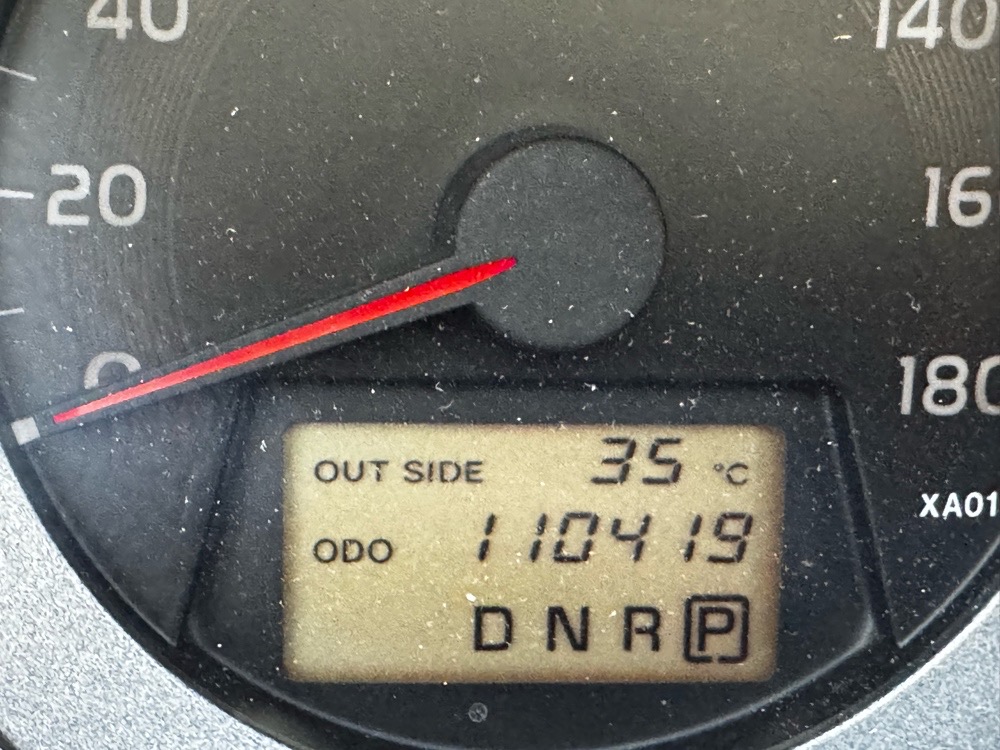 40
140
20
16
0
180
OUT SIDE 35 °C
XA01
ODO 110419
D N R P